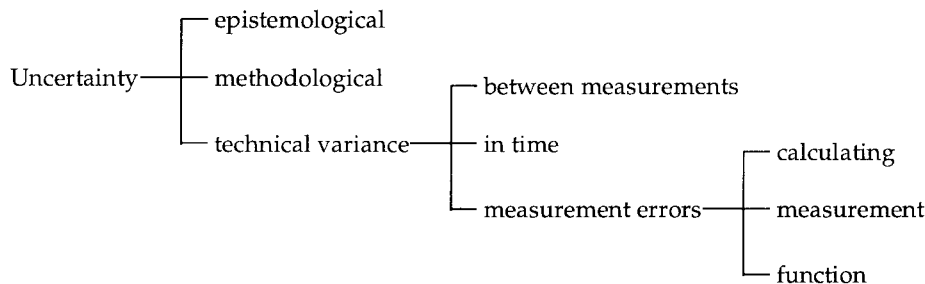 epistemological
Uncertainty
methodological
between measurements
technical variance
in time
calculating
measurement errors
measurement
function